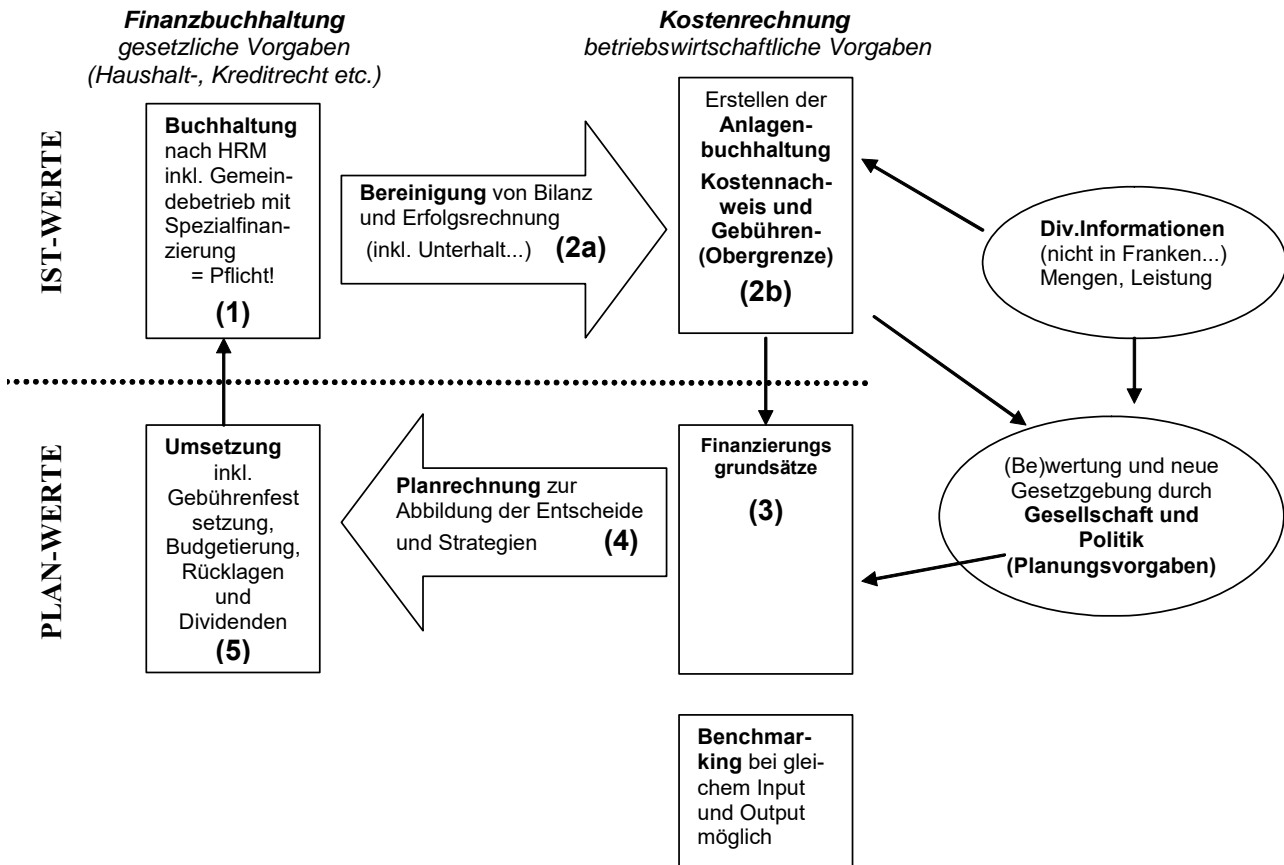 Finanzbuchhaltung
gesetzliche Vorgaben
(Haushalt-, Kreditrecht etc.)
Kostenrechnung
betriebswirtschaftliche Vorgaben
IST-WERTE
Buchhaltung
nach HRM
inkl. Gemein-
debetrieb mit
Spezialfinan-
zierung
= Pflicht!
(1)
Bereinigung von Bilanz
und Erfolgsrechnung
(inkl. Unterhalt...) (2a)
Erstellen der
Anlagen-
buchhaltung
Kostennach-
weis und
Gebühren-
(Obergrenze)
(2b)
Div.Informationen
(nicht in Franken...)
Mengen, Leistung
PLAN-WERTE
Umsetzung
inkl.
Gebührenfest
setzung,
Budgetierung,
Rücklagen
und
Dividenden
(5)
Planrechnung zur
Abbildung der Entscheide
und Strategien (4)
Finanzierungs
grundsätze
(3)
(Be)wertung und neue
Gesetzgebung durch
Gesellschaft und
Politik
(Planungsvorgaben)
Benchmar-
king bei glei-
chem Input
und Output
möglich